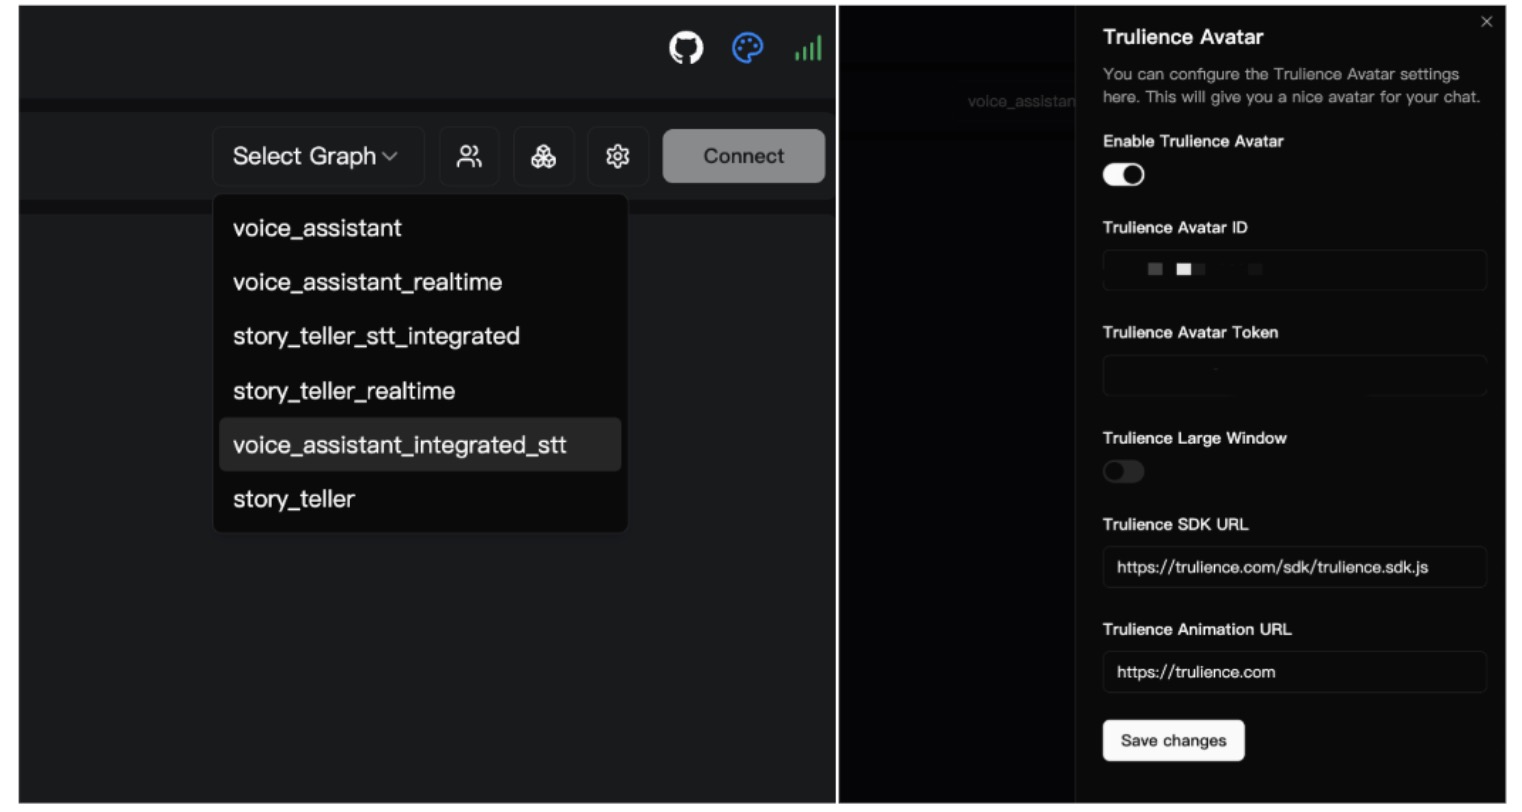 Select Graph
Connect
voice_assistant
voice_assistant_realtime
story_teller_stt_integrated
story_teller_realtime
voice_assistant_integrated_stt
story_teller
voice_assistan
Trulience Avatar
You can configure the Trulience Avatar settings
here. This will give you a nice avatar for your chat.
Enable Trulience Avatar
Trulience Avatar ID
Trulience Avatar Token
Trulience Large Window
Trulience SDK URL
https://trulience.com/sdk/trulience.sdk.js
Trulience Animation URL
https://trulience.com
Save changes